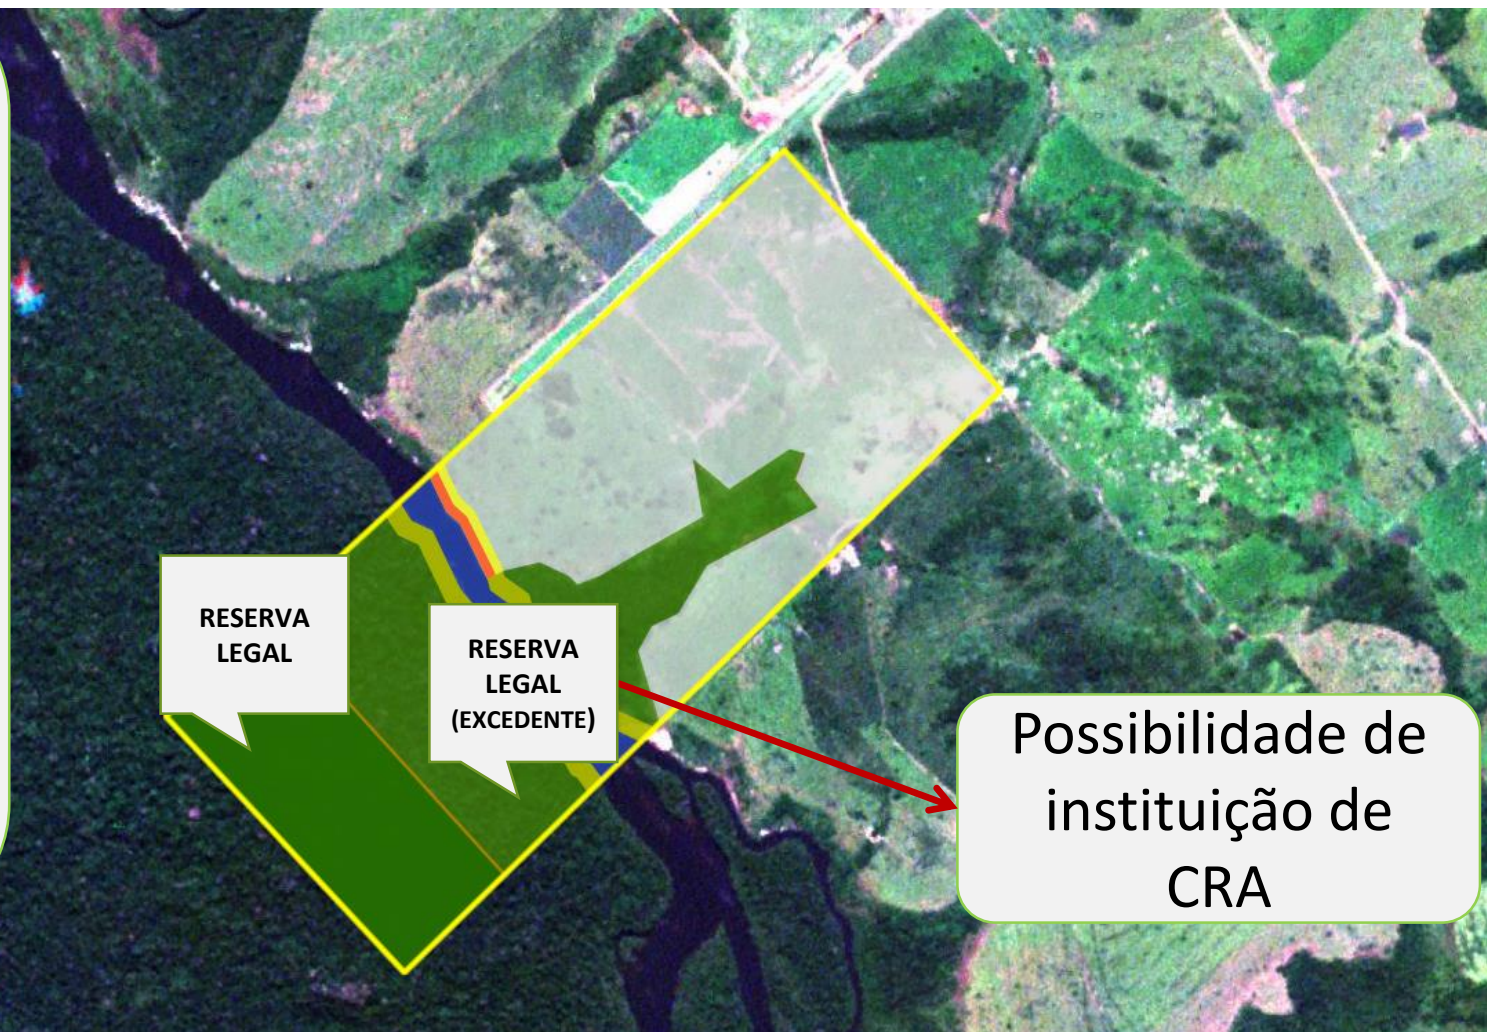 RESERVA
LEGAL
RESERVA
LEGAL
(EXCEDENTE)
Possibilidade de
instituição de
CRA